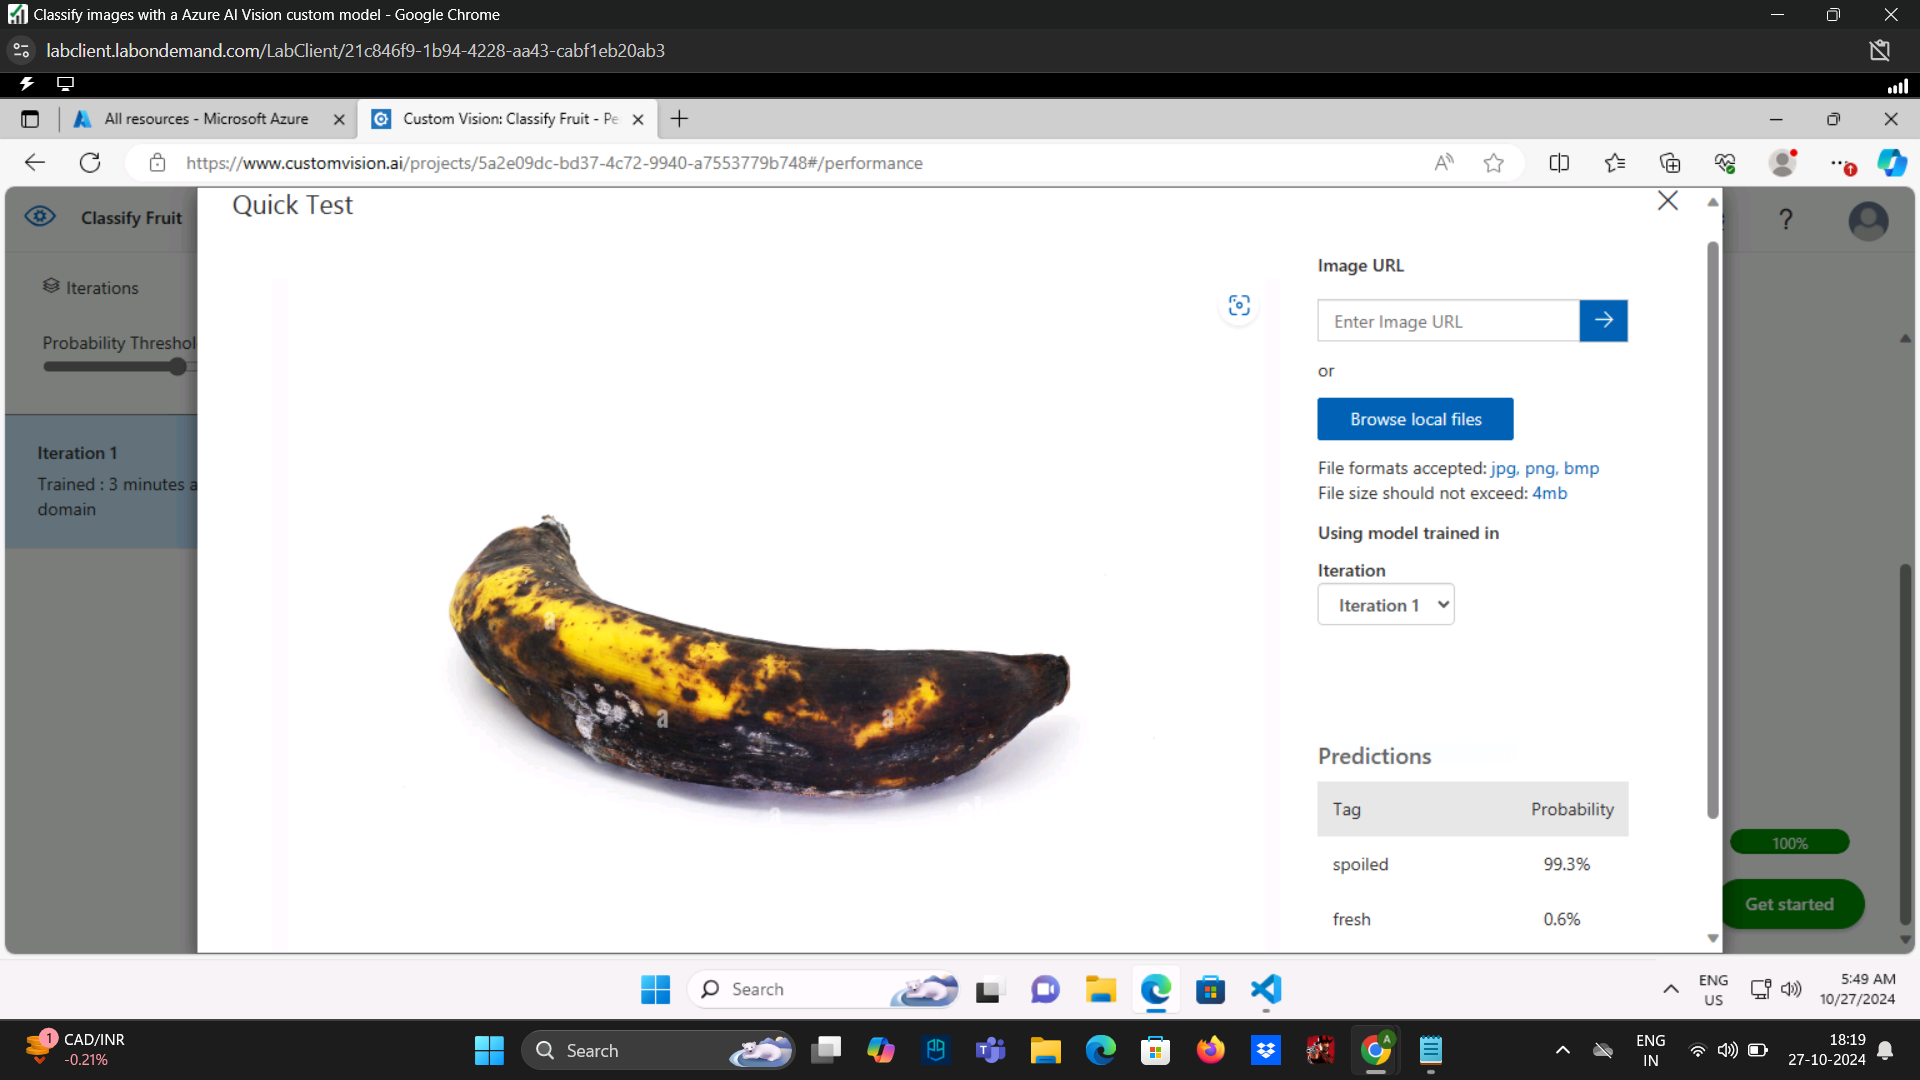 Classify images with a Azure AI Vision custom model - Google Chrome
labclient.labondemand.com/LabClient/21c846f9-1b94-4228-aa43-cabf1eb20ab3
All resources - Microsoft Azure
Custom Vision: Classify Fruit - Pe
https://www.customvision.ai/projects/5a2e09dc-bd37-4c72-9940-a7553779b748#/performance
Classify Fruit
Quick Test
?
Iterations
Probability Threshol
Iteration 1
Trained : 3 minutes a
domain
a
a
a
a
Image URL
Enter Image URL
or
Browse local files
File formats accepted: jpg, png, bmp
File size should not exceed: 4mb
Using model trained in
Iteration
Iteration 1
Predictions
Tag Probability
spoiled 99.3%
fresh 0.6%
100%
Get started
Search
ENG
US
5:49 AM
10/27/2024
1
CAD/INR
-0.21%
Search
A
ENG
IN
18:19
27-10-2024